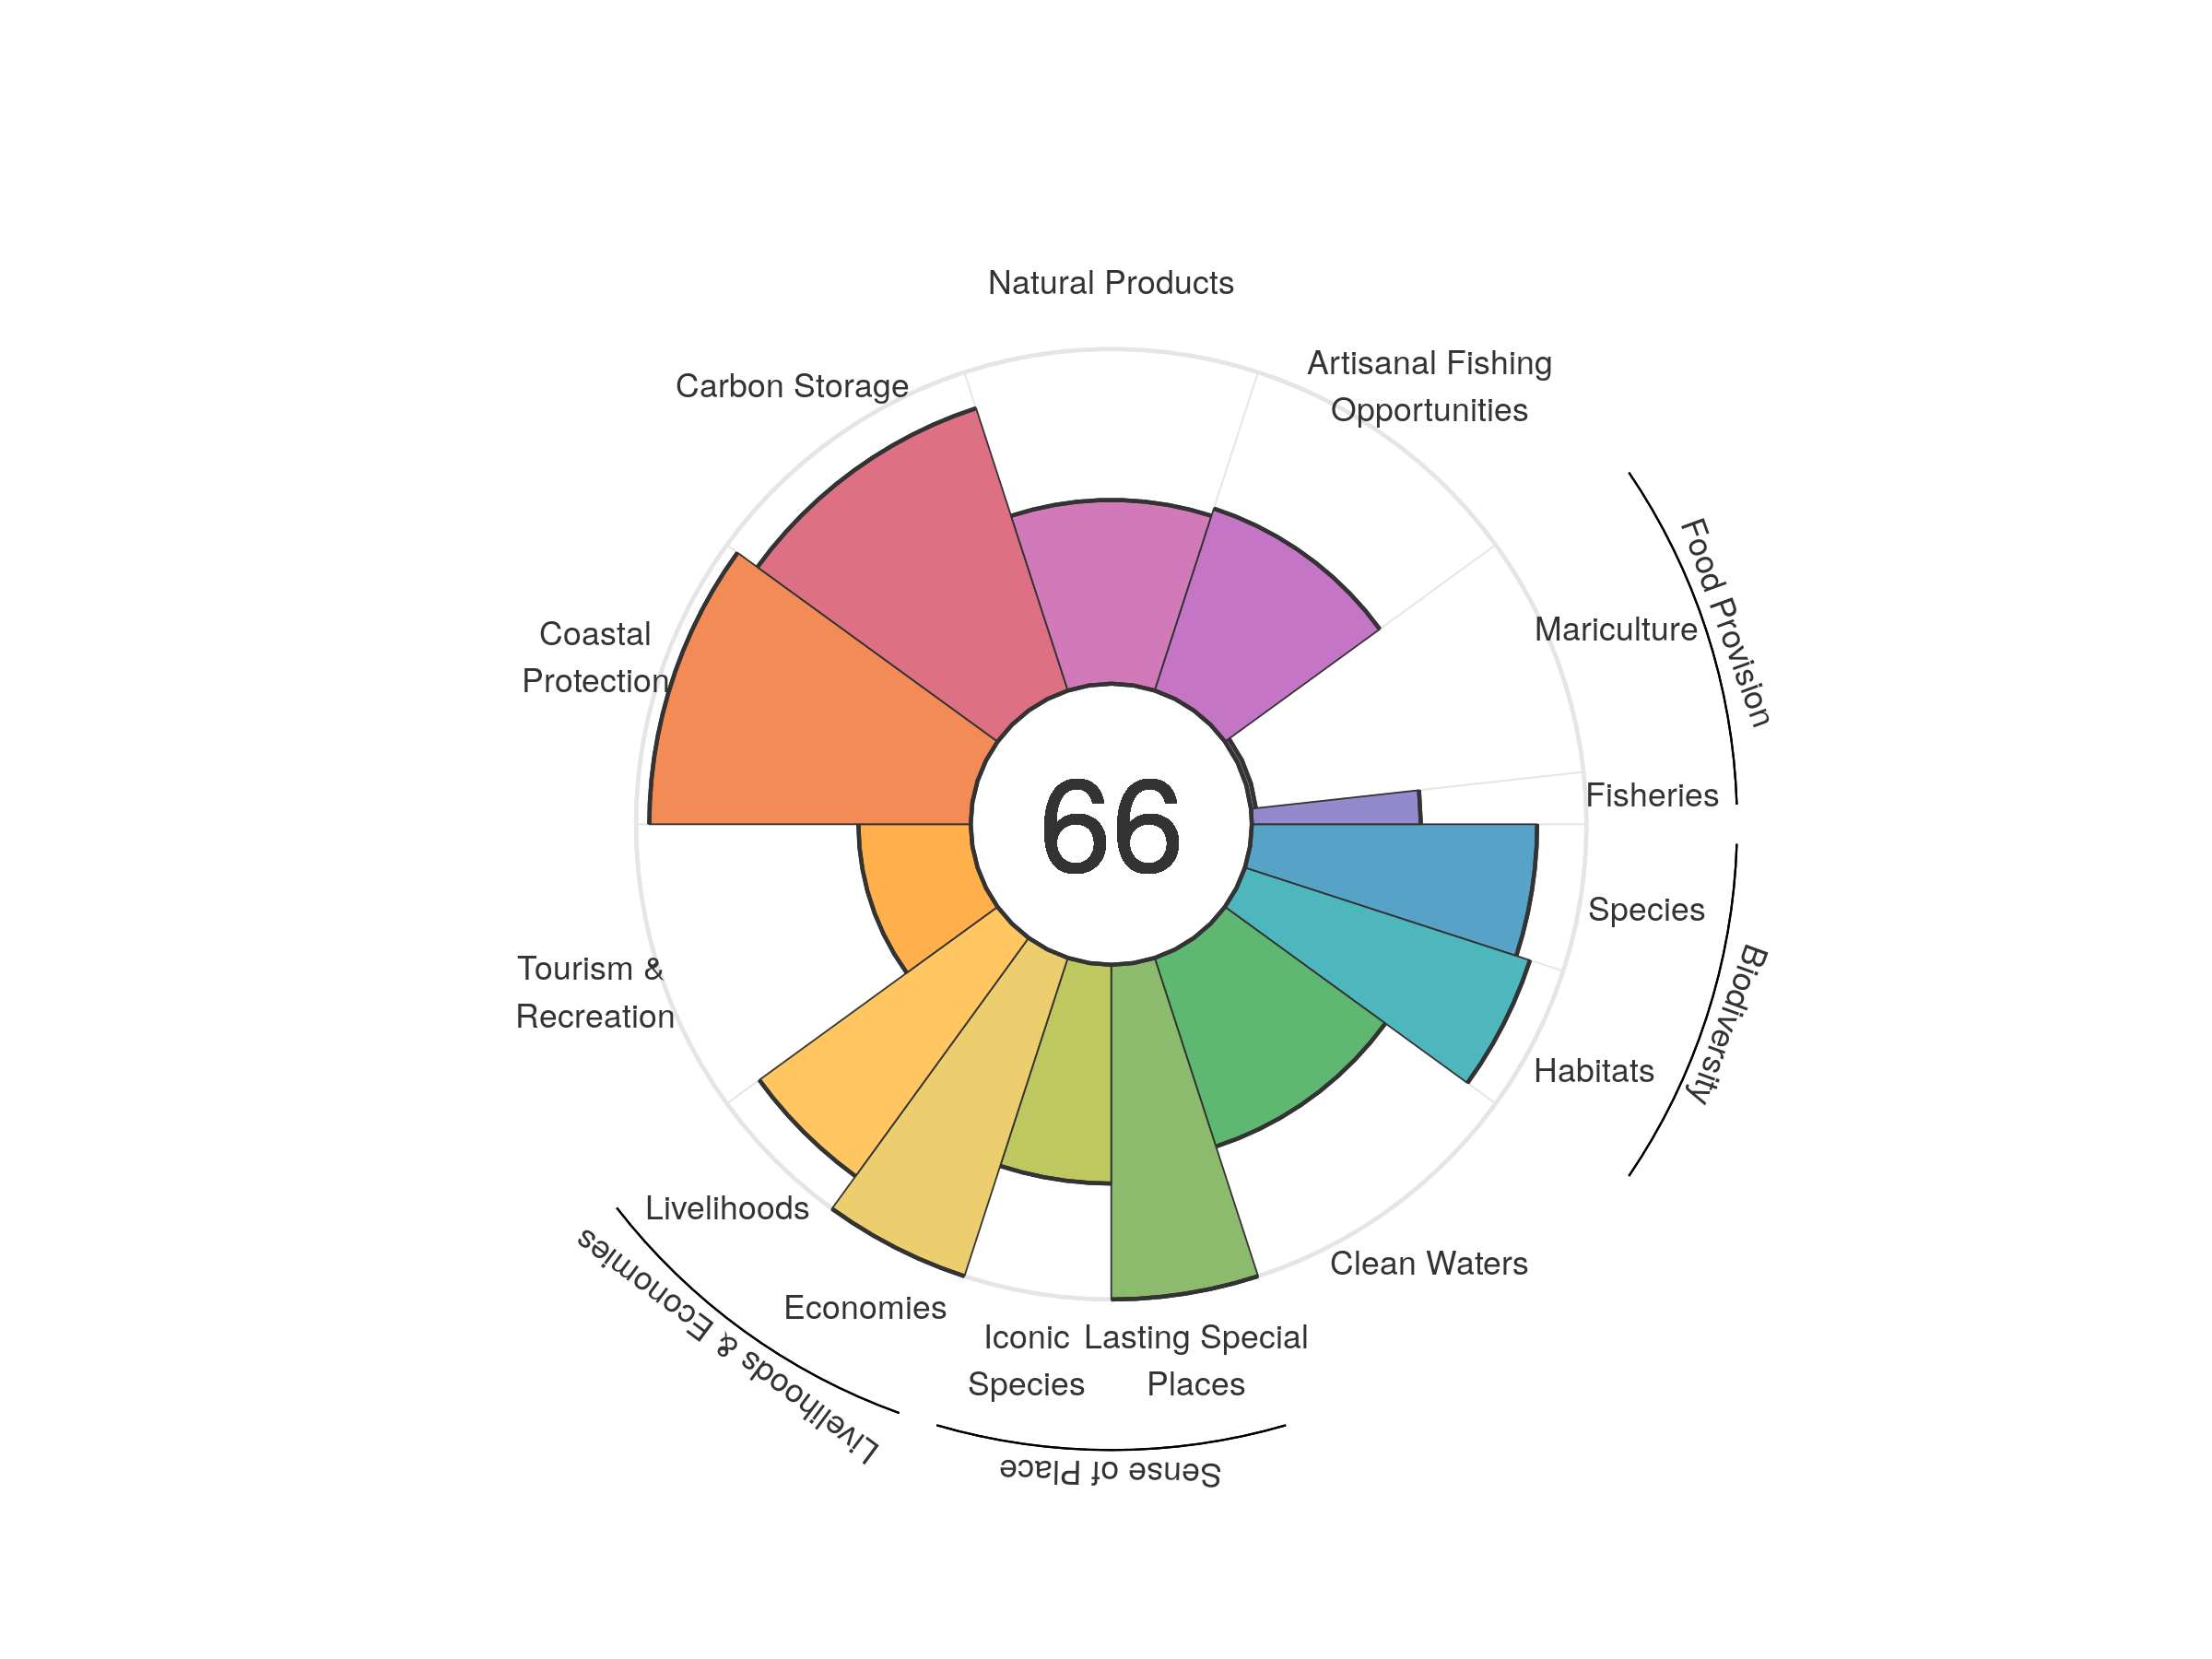 Natural Products
Artisanal Fishing
Opportunities
Carbon Storage
Food Provision
Mariculture
Coastal
Protection
Fisheries
66
Species
Biodiversity
Tourism &
Recreation
Habitats
Livelihoods
Clean Waters
Livelihoods & Economies
Economies
Iconic
Species
Lasting Special
Places
Sense of Place